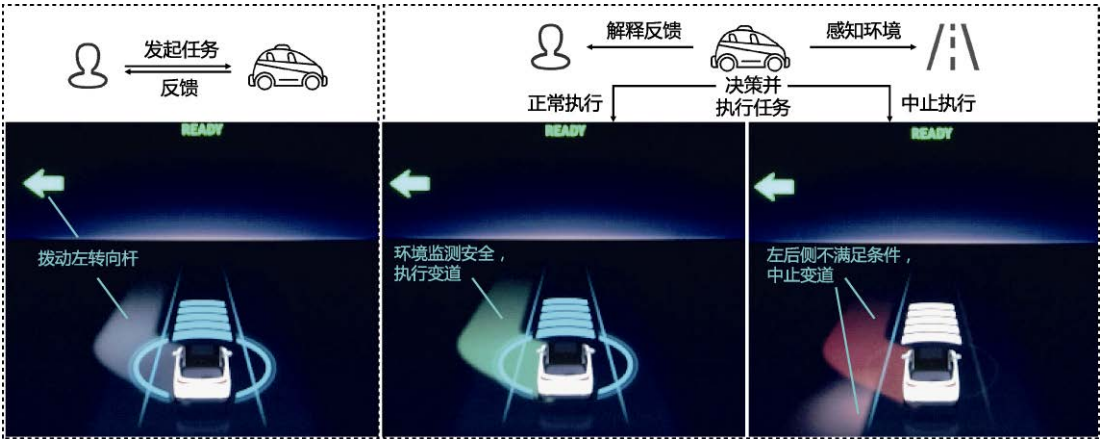 发起任务
反馈
解释反馈
感知环境
决策并
执行任务
正常执行
中止执行
READY
READY
READY
拨动左转向杆
环境监测安全，
执行变道
左后侧不满足条件，
中止变道